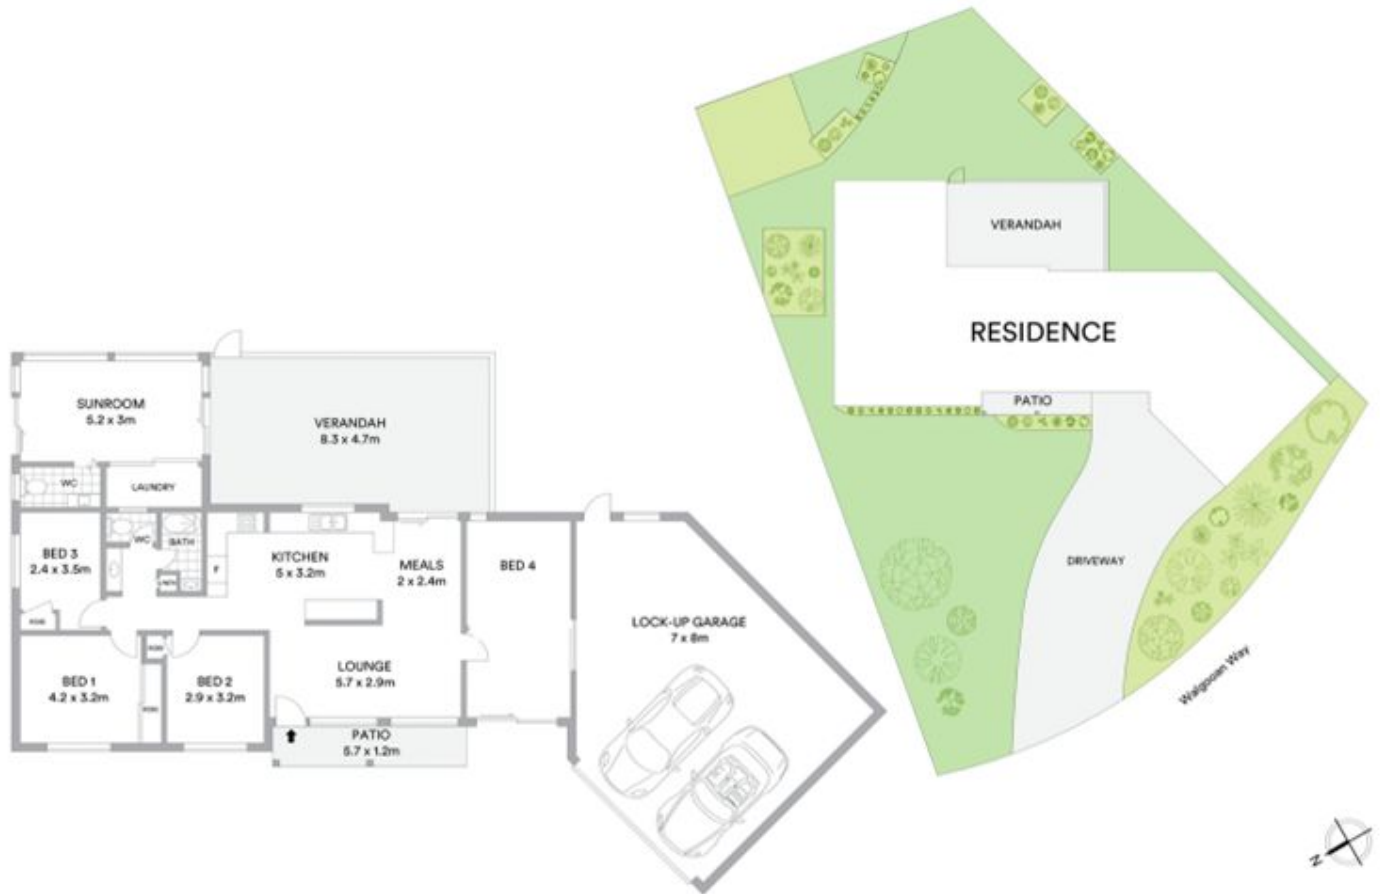 SUNROOM
5.2 x 3m
WC
LAUNDRY
VERANDAH
8.3 x 4.7m
BED 3
2.4 x 3.5m
WC
BATH
F
KITCHEN
5 x 3.2m
MEALS
2 x 2.4m
BED 4
LOCK-UP GARAGE
7 x 8m
BED 1
4.2 x 3.2m
BED 2
2.9 x 3.2m
LOUNGE
5.7 x 2.9m
PATIO
5.7 x 1.2m
VERANDAH
RESIDENCE
PATIO
DRIVEWAY
Walgooan Way
N